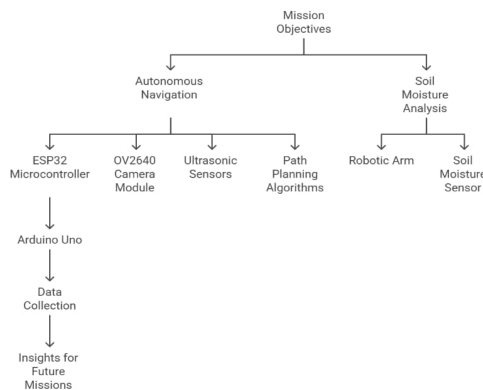 Mission
Objectives
Autonomous
Navigation
Soil
Moisture
Analysis
ESP32
Microcontroller
OV2640
Camera
Module
Ultrasonic
Sensors
Path
Planning
Algorithms
Robotic Arm
Soil
Moisture
Sensor
Arduino Uno
Data
Collection
Insights for
Future
Missions